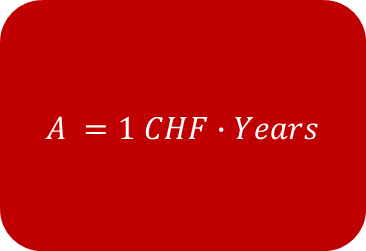 A = 1 CHF · Years